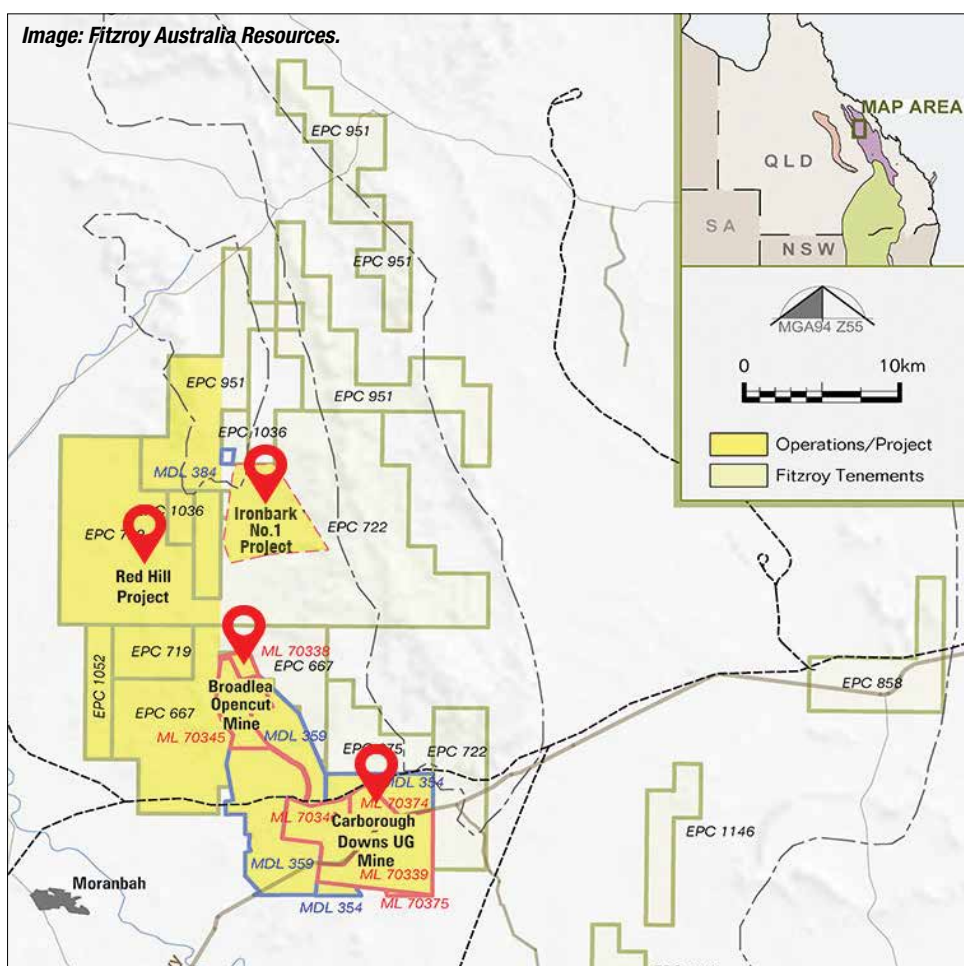 Image: Fitzroy Australia Resources.
MAP AREA
QLD
SA
NSW
MGA94 Z55
0 10km
Operations/Project
Fitzroy Tenements
EPC 951
EPC 951
EPC 951
EPC 951
EPC 1036
MDL 384
1036
EPC
Ironbark
No.1
Project
EPC 722
Red Hill
Project
EPC 1052
EPC 719
ML 70338
EPC 667
EPC 667
Broadlea
Opencut
Mine
ML 70345
MDL 359
EPC 722
EPC 858
MDL 354
ML 70374
Carborough
Downs UG
Mine
ML 70339
MDL 359
MDL 354
ML 70375
EPC 1146
Moranbah